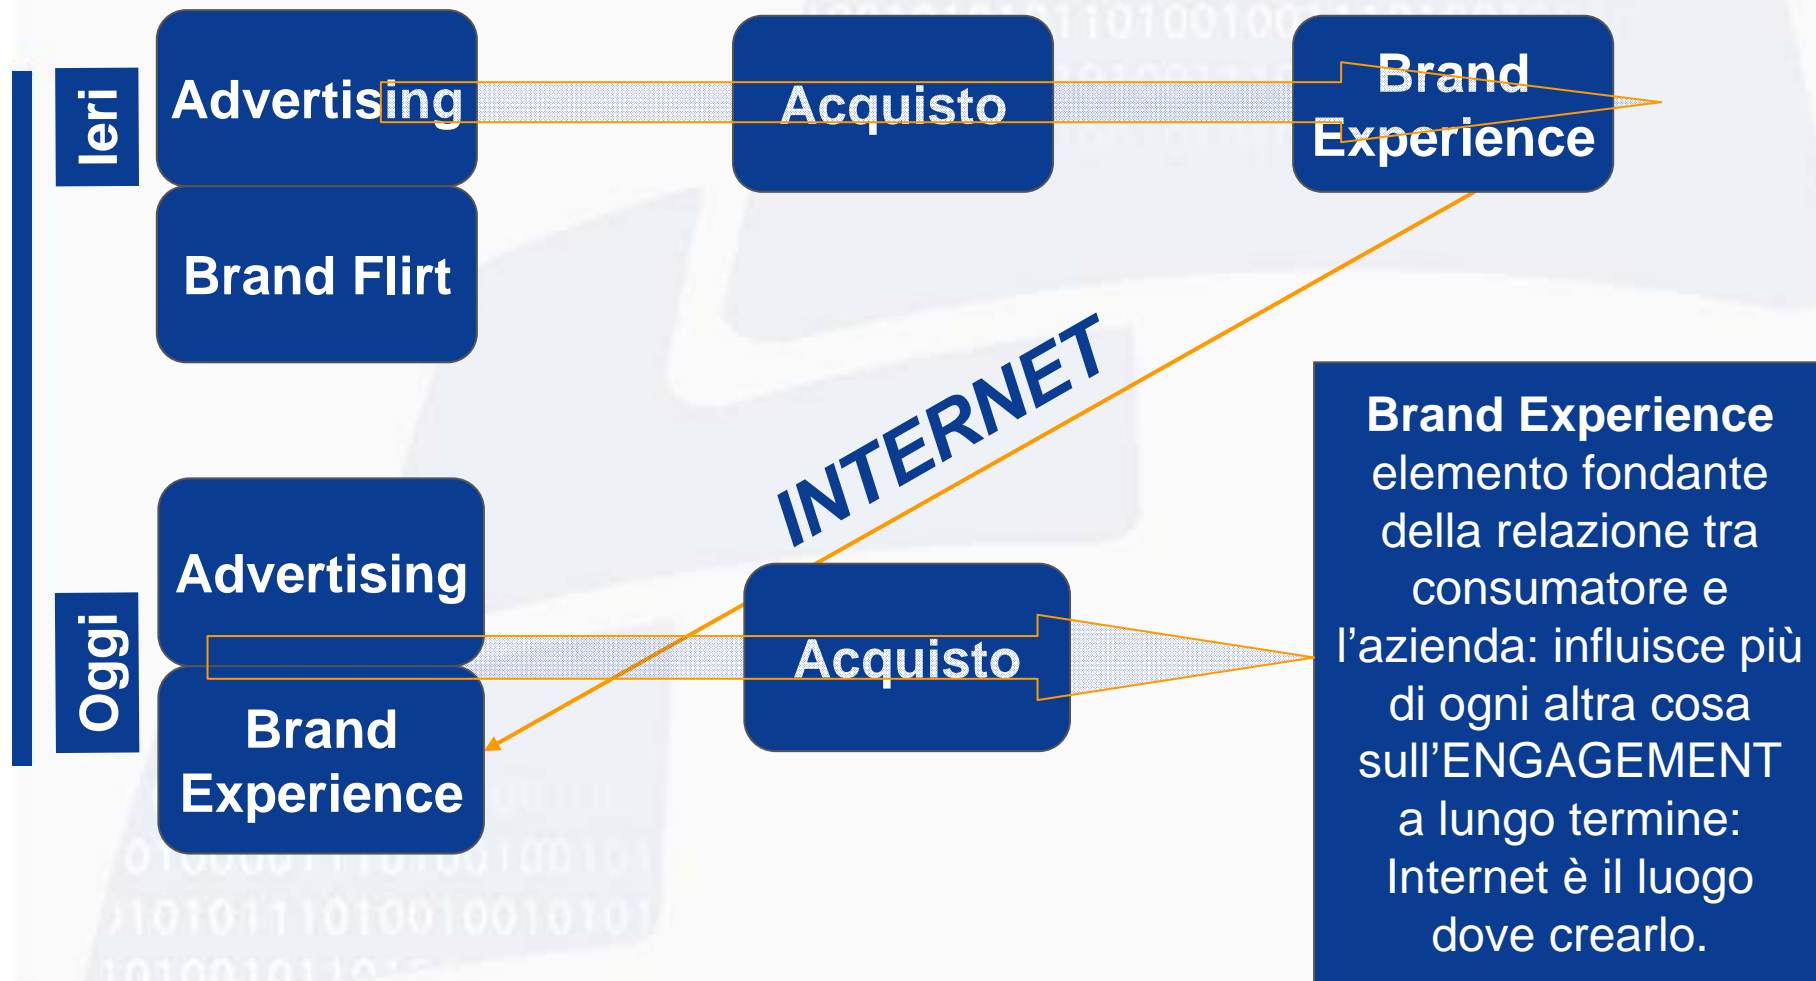 Ieri
Advertising
Acquisto
Brand
Experience
Brand Flirt
INTERNET
Oggi
Advertising
Brand
Experience
Acquisto
Brand Experience
elemento fondante
della relazione tra
consumatore e
l’azienda: influisce più
di ogni altra cosa
sull’ENGAGEMENT
a lungo termine:
Internet è il luogo
dove crearlo.